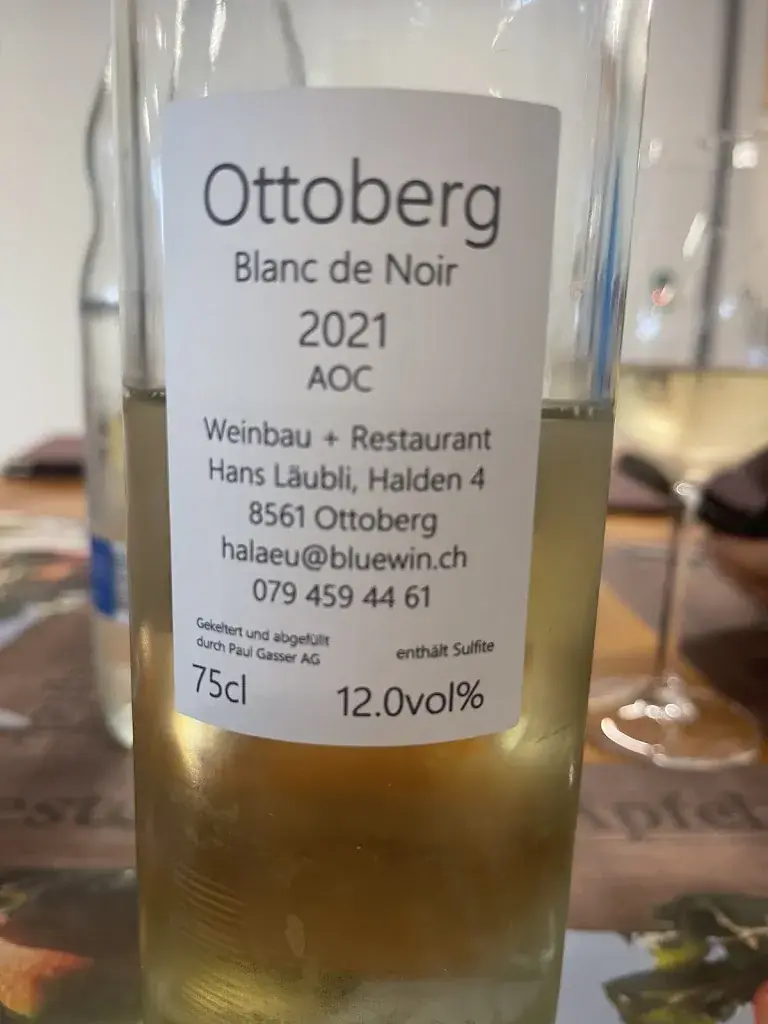 Ottoberg
Blanc de Noir
2021
AOC
Weinbau + Restaurant
Hans Läubli, Halden 4
8561 Ottoberg
halaeu@bluewin.ch
079 459 44 61
Gekeltert und abgefüllt
durch Paul Gasser AG
enthält Sulfite
75cl
12.0vol%